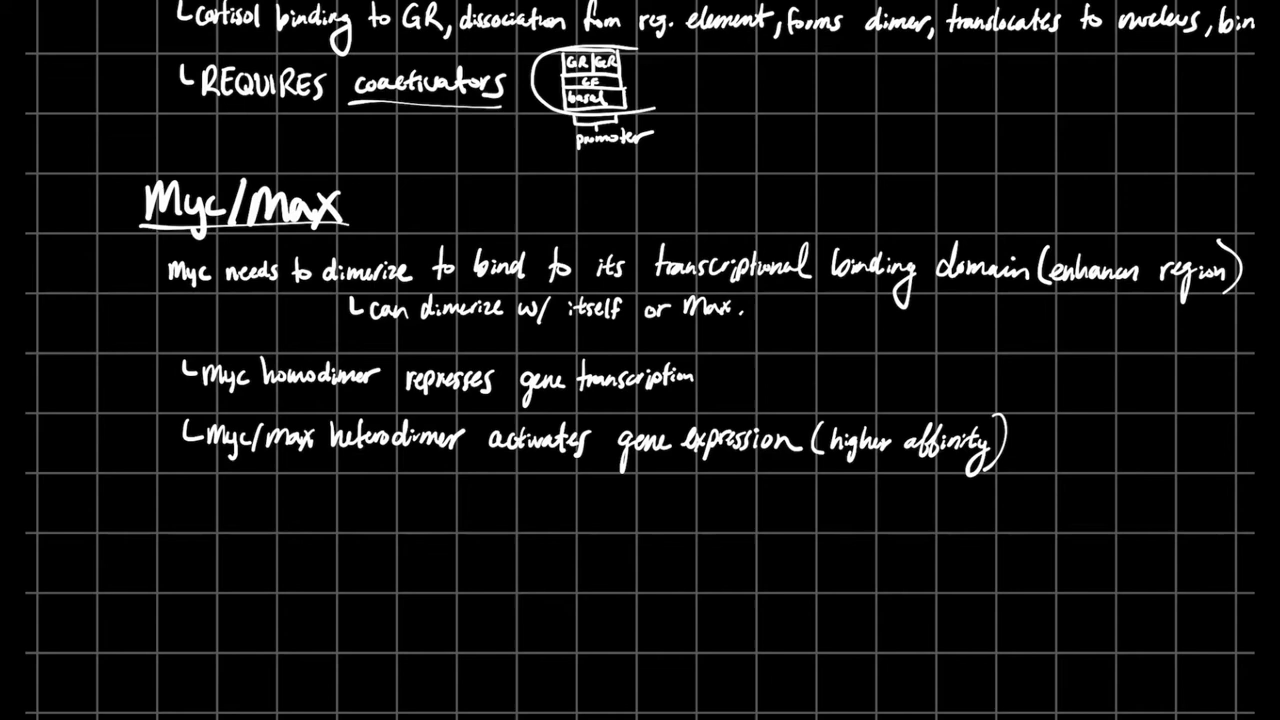 ↳cortisol binding to GR, dissociation from reg. element, forms dimer, translocates to nucleus, bin
↳REQUIRES coactivators
GR GR
basal
promoter
Myc/Max
Myc needs to dimerize to bind to its transcriptional binding domain (enhancer region)
↳can dimerize w/ itself or Max.
↳Myc homodimer represses gene transcription
↳Myc/Max heterodimer activates gene expression (higher affinity)